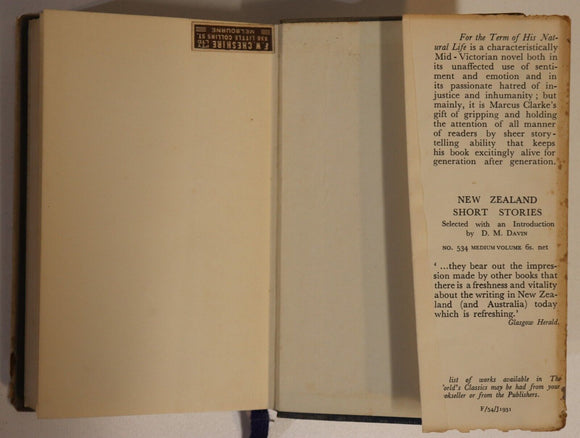 F. W. CHESHIRE
338 LITTLE COLLINS ST.
MELBOURNE
For the Term of His Nat-
ural Life is a characteristically
Mid-Victorian novel both in
its unaffected use of senti-
ment and emotion and in
its passionate hatred of in-
justice and inhumanity; but
mainly, it is Marcus Clarke's
gift of gripping and holding
the attention of all manner
of readers by sheer story-
telling ability that keeps
his book excitingly alive for
generation after generation.
NEW ZEALAND
SHORT STORIES
Selected with an Introduction
by D. M. DAVIN
NO. 534 MEDIUM VOLUME 6s. net
'...they bear out the impres-
sion made by other books that
there is a freshness and vitality
about the writing in New Zea-
land (and Australia) today
which is refreshing.'
Glasgow Herald.
list of works available in The
orld's Classics may be had from your
okseller or from the Publishers.
F/54/J1931